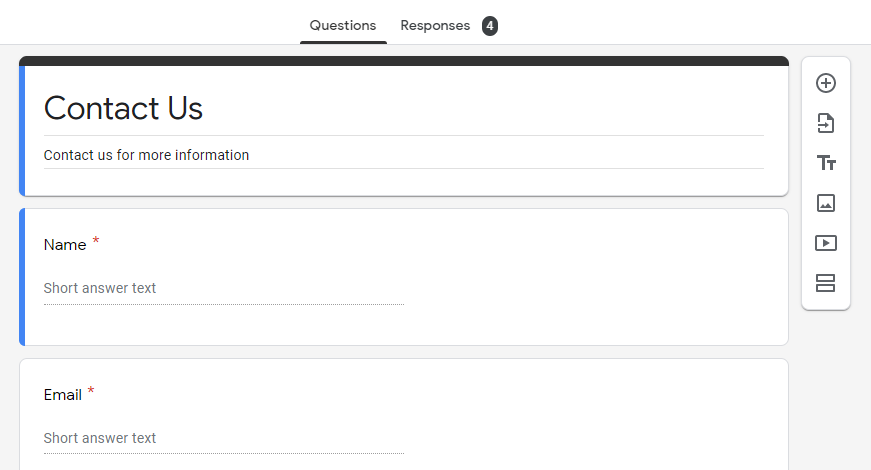 Questions Responses 4
Contact Us
Contact us for more information
Name *
Short answer text
Email *
Short answer text